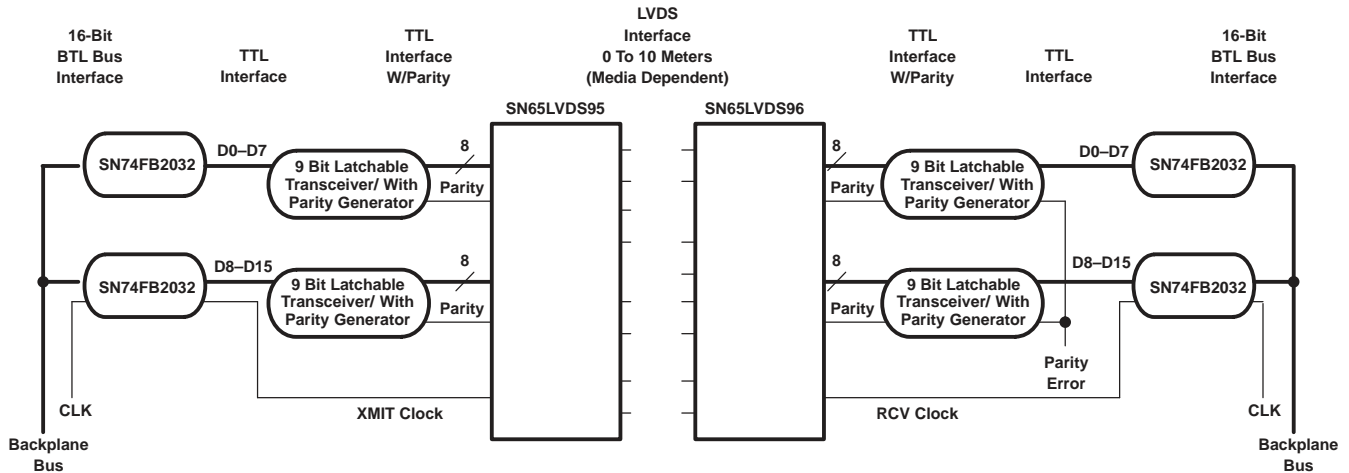 LVDS
Interface
0 To 10 Meters
(Media Dependent)
16-Bit
BTL Bus
Interface
TTL
Interface
TTL
Interface
W/Parity
TTL
Interface
W/Parity
TTL
Interface
16-Bit
BTL Bus
Interface
SN65LVDS95
SN65LVDS96
SN74FB2032
D0–D7
9 Bit Latchable
Transceiver/ With
Parity Generator
8
Parity
8
Parity
9 Bit Latchable
Transceiver/ With
Parity Generator
D0–D7
SN74FB2032
SN74FB2032
D8–D15
9 Bit Latchable
Transceiver/ With
Parity Generator
8
Parity
8
Parity
9 Bit Latchable
Transceiver/ With
Parity Generator
D8–D15
SN74FB2032
Parity
Error
CLK
XMIT Clock
RCV Clock
CLK
Backplane
Bus
Backplane
Bus